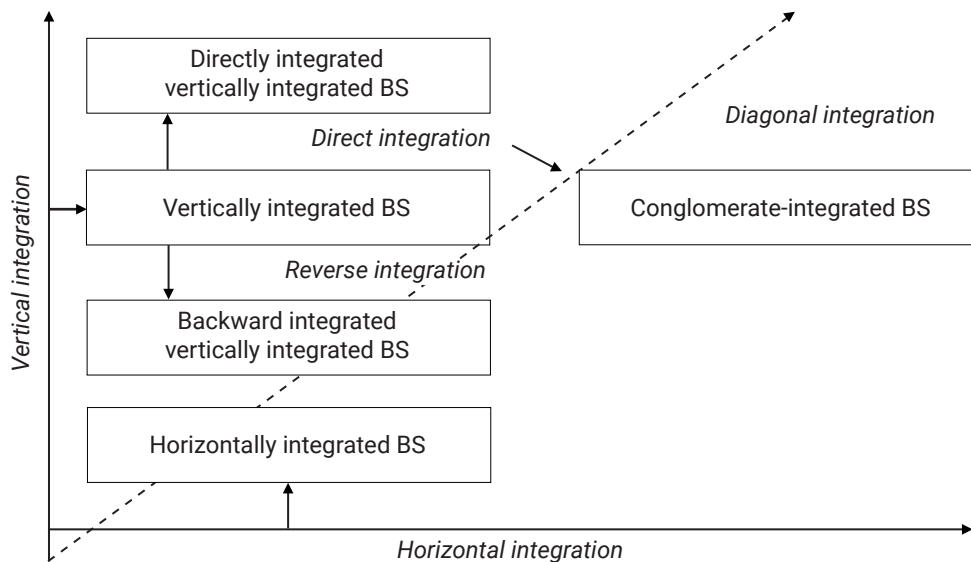 Directly integrated
vertically integrated BS
Direct integration
Diagonal integration
Vertical integration
Vertically integrated BS
Conglomerate-integrated BS
Reverse integration
Backward integrated
vertically integrated BS
Horizontally integrated BS
Horizontal integration